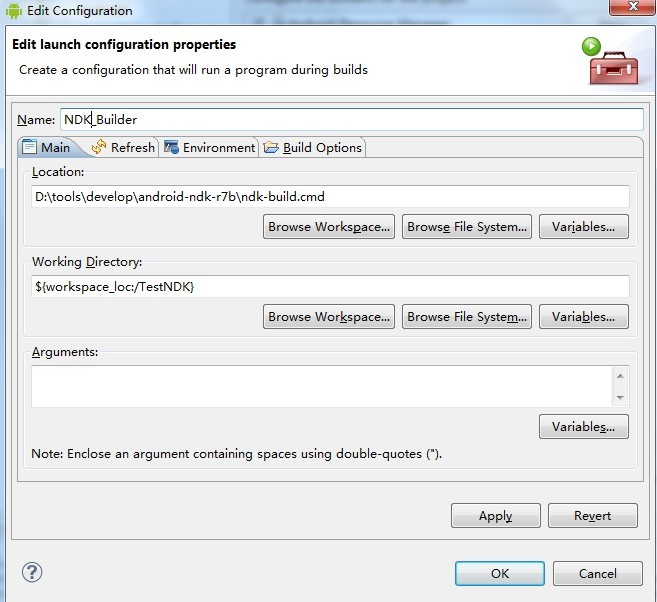 Edit Configuration
Edit launch configuration properties
Create a configuration that will run a program during builds
Name: NDK_Builder
Main Refresh Environment Build Options
Location:
D:\tools\develop\android-ndk-r7b\ndk-build.cmd
Browse Workspace... Browse File System... Variables...
Working Directory:
${workspace_loc:/TestNDK}
Browse Workspace... Browse File System... Variables...
Arguments:
Variables...
Note: Enclose an argument containing spaces using double-quotes (").
Apply Revert
OK Cancel